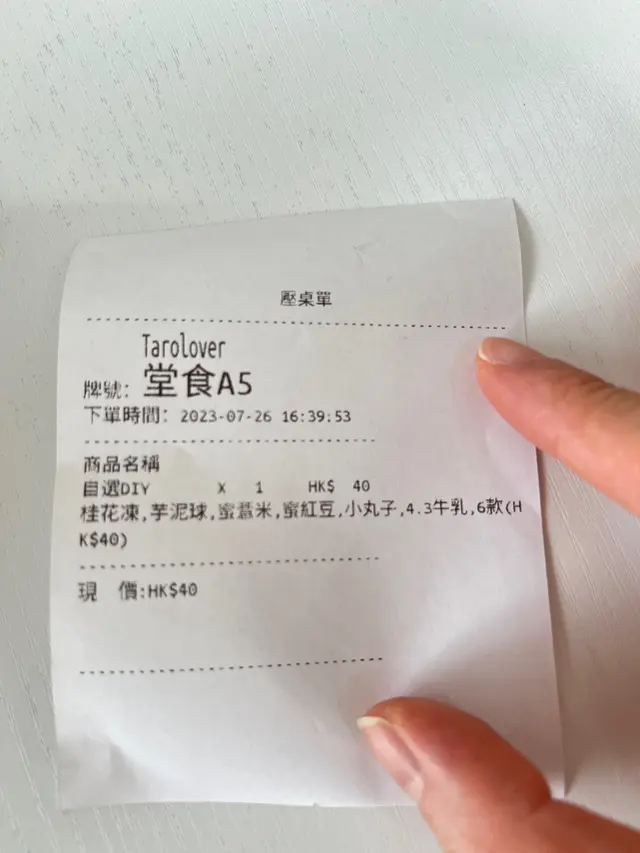 壓桌單
Tarolover
牌號: 堂食A5
下單時間: 2023-07-26 16:39:53
商品名稱
自選DIY X 1 HK$ 40
桂花凍,芋泥球,蜜薏米,蜜紅豆,小丸子,4.3牛乳,6款(H
K$40)
現 價:HK$40